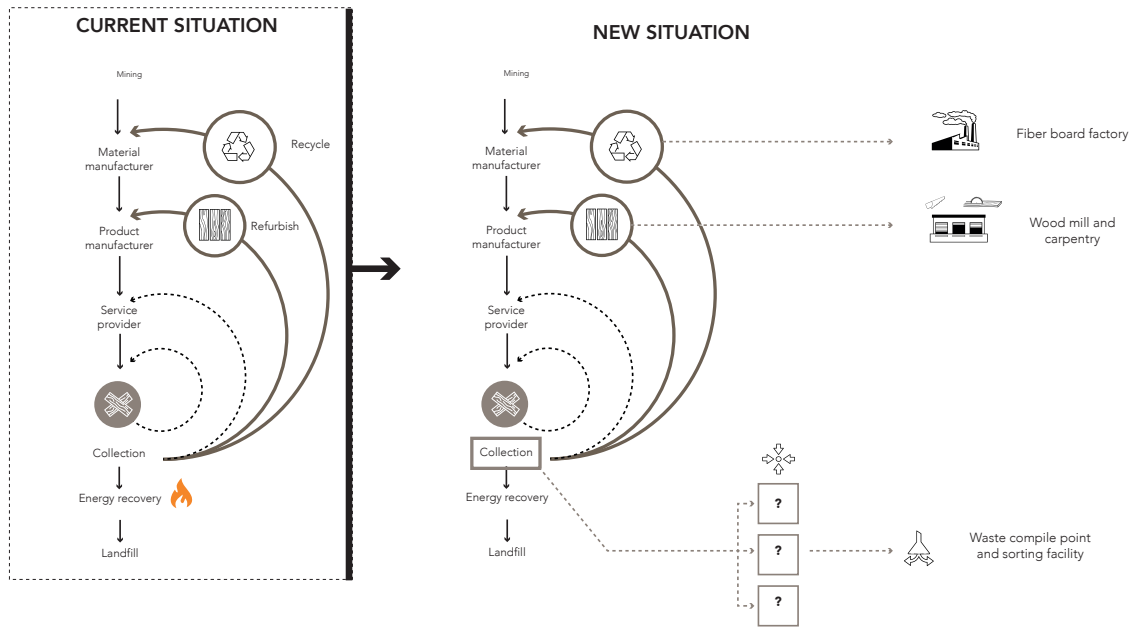 CURRENT SITUATION
Mining
Recycle
Material
manufacturer
Refurbish
Product
manufacturer
Service
provider
Collection
Energy recovery
Landfill
NEW SITUATION
Mining
Material
manufacturer
Product
manufacturer
Service
provider
Collection
Energy recovery
Landfill
Fiber board factory
Wood mill and
carpentry
?
?
?
Waste compile point
and sorting facility